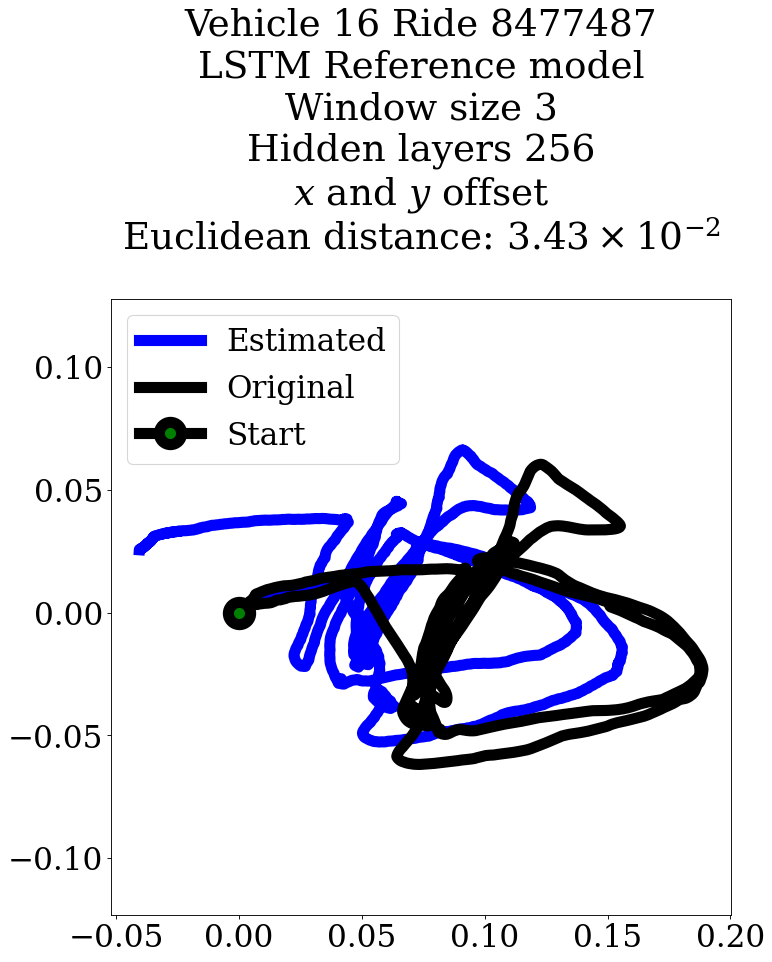 Vehicle 16 Ride 8477487
LSTM Reference model
Window size 3
Hidden layers 256
x and y offset
Euclidean distance: 3.43 × 10⁻²
Estimated
Original
Start
0.10
0.05
0.00
−0.05
−0.10
−0.05 0.00 0.05 0.10 0.15 0.20